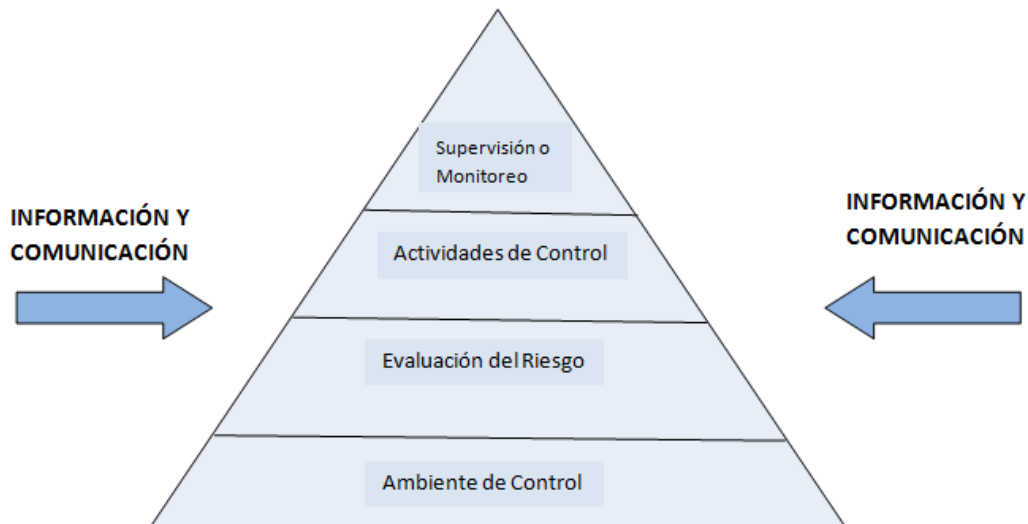 Supervisión o
Monitoreo
INFORMACIÓN Y
COMUNICACIÓN
INFORMACIÓN Y
COMUNICACIÓN
Actividades de Control
Evaluación del Riesgo
Ambiente de Control